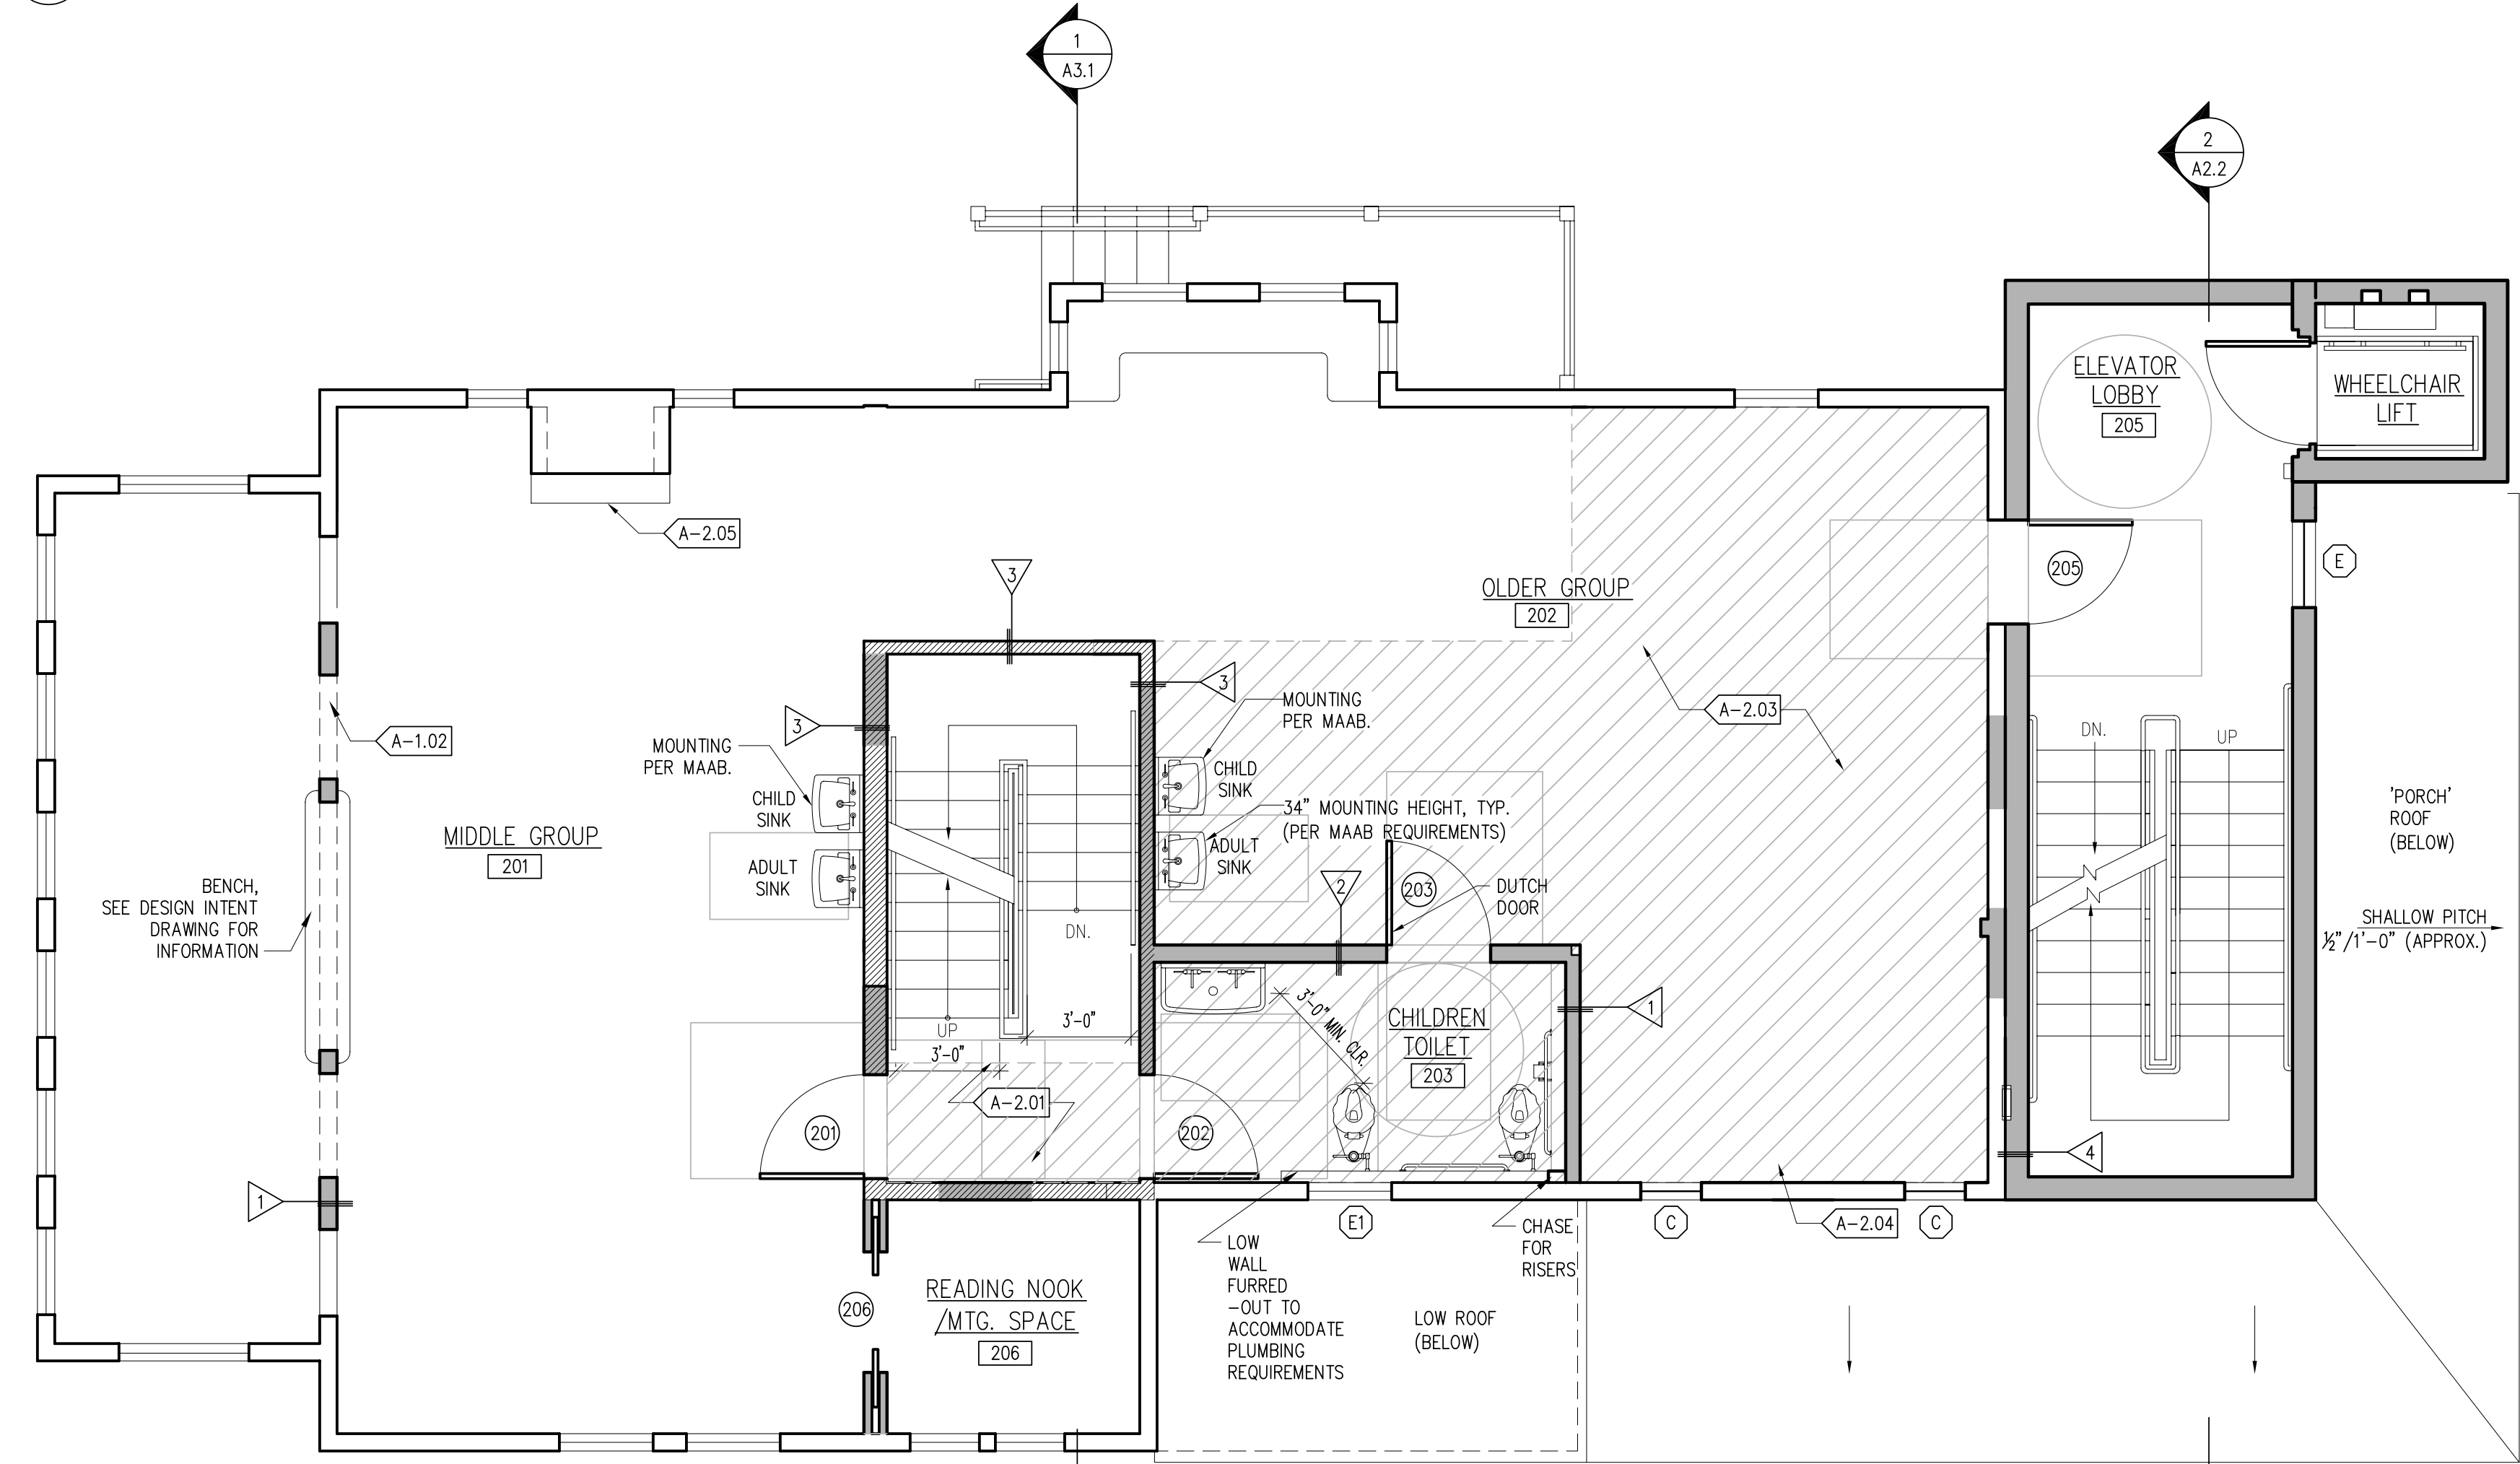 1
A3.1
2
A2.2
ELEVATOR
LOBBY
205
WHEELCHAIR
LIFT
A-2.05
E
205
3
OLDER GROUP
202
3
MOUNTING
PER MAAB.
A-2.03
3
A-1.02
MOUNTING
PER MAAB.
DN.
UP
CHILD
SINK
CHILD
SINK
34" MOUNTING HEIGHT, TYP.
(PER MAAB REQUIREMENTS)
'PORCH'
ROOF
(BELOW)
MIDDLE GROUP
201
ADULT
SINK
ADULT
SINK
2
203
DUTCH
DOOR
BENCH,
SEE DESIGN INTENT
DRAWING FOR
INFORMATION
DN.
SHALLOW PITCH
½"/1'-0" (APPROX.)
UP
3'-0"
3'-0"
3'-0" MIN. CLR.
CHILDREN
TOILET
203
1
A-2.01
201
202
4
1
E1
C
A-2.04
C
LOW
WALL
FURRED
-OUT TO
ACCOMMODATE
PLUMBING
REQUIREMENTS
CHASE
FOR
RISERS
READING NOOK
/MTG. SPACE
206
206
LOW ROOF
(BELOW)